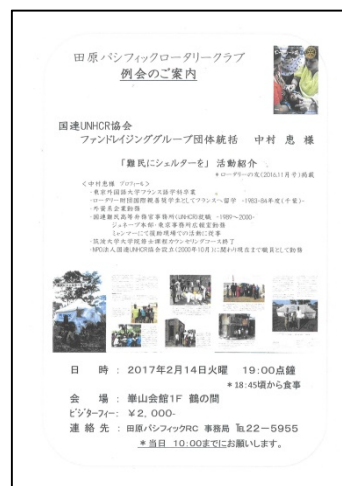 田原パシフィックロータリークラブ
例会のご案内
国連UNHCR協会
ファンドレイジンググループ団体統括 中村 恵 様
「難民にシェルターを」 活動紹介
*ロータリーの友(2016.11月号)掲載
<中村恵様 プロフィール>
・東京外国語大学フランス語学科卒業
・ロータリー財団国際親善奨学生としてフランスへ留学 -1983-84年度(千葉)-
・外資系企業勤務
・国連難民高等弁務官事務所(UNHCR)就職 -1989~2000-
ジュネーブ本部・東京事務所広報室勤務
ミャンマーにて援助現場での活動に従事
・筑波大学大学院修士課程カウンセリングコース終了
・NPO法人国連UNHCR協会設立(2000年10月)に関わり現在まで職員として勤務
日 時 : 2017年2月14日火曜 19:00点鐘
*18:45頃から食事
会 場 : 崋山会館1F 鶴の間
ビジターフィー: ¥2,000-
連 絡 先 : 田原パシフィックRC 事務局 ℡22-5955
*当日 10:00までにお願いします。